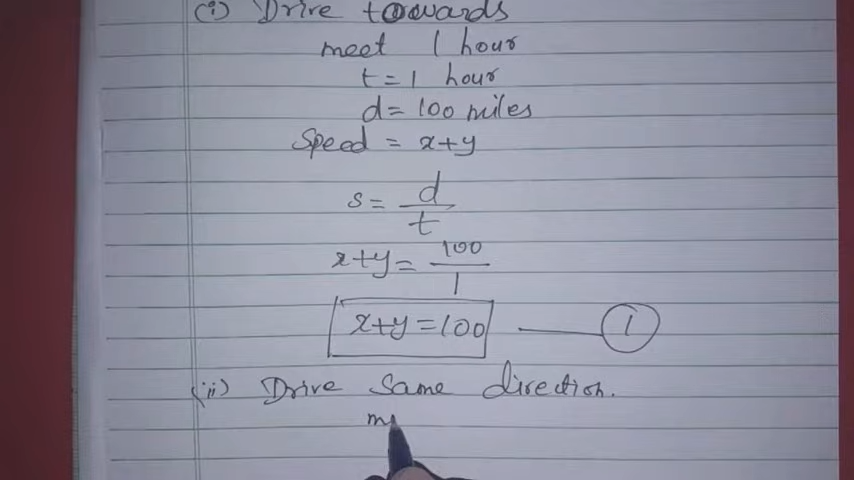 (i) Drive towards
meet 1 hour
t = 1 hour
d = 100 miles
Speed = x+y
s = d/t
x+y = 100/1
x+y = 100 — 1
(ii) Drive Same direction.
m